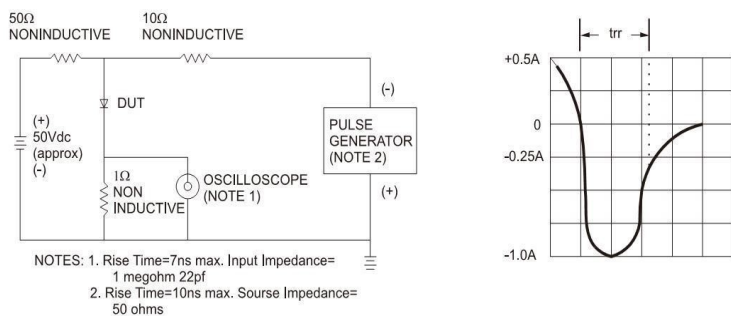 50Ω
NONINDUCTIVE
10Ω
NONINDUCTIVE
DUT
(+)
50Vdc
(approx)
(-)
1Ω
NON
INDUCTIVE
OSCILLOSCOPE
(NOTE 1)
(-)
PULSE
GENERATOR
(NOTE 2)
(+)
NOTES: 1. Rise Time=7ns max. Input Impedance=
1 megohm 22pf
2. Rise Time=10ns max. Sourse Impedance=
50 ohms
trr
+0.5A
0
-0.25A
-1.0A